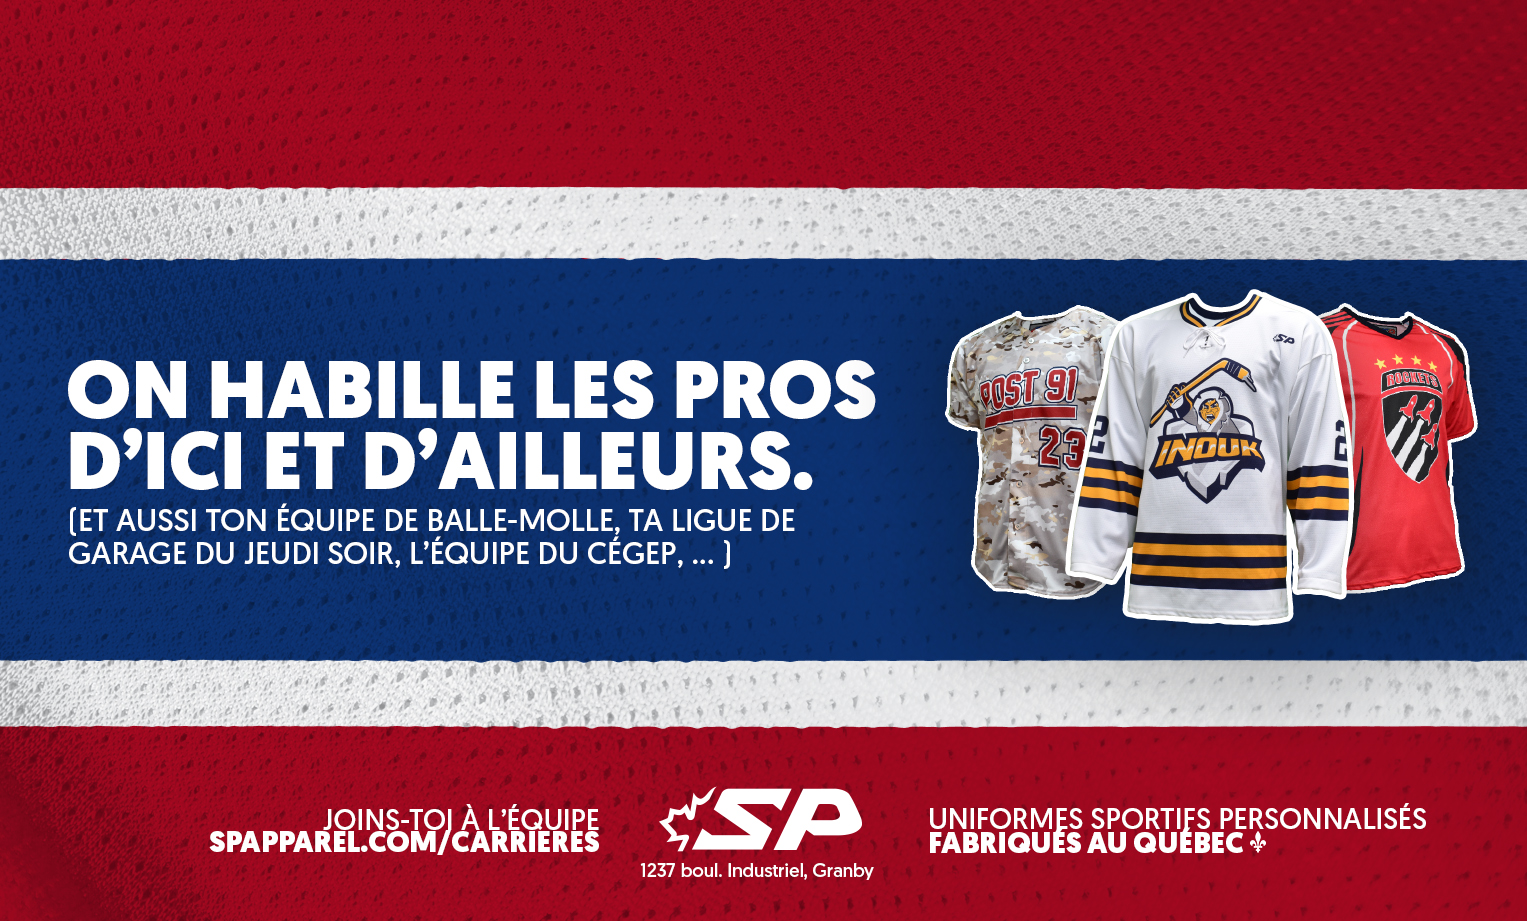 ON HABILLE LES PROS
D’ICI ET D’AILLEURS.
(ET AUSSI TON ÉQUIPE DE BALLE-MOLLE, TA LIGUE DE
GARAGE DU JEUDI SOIR, L’ÉQUIPE DU CÉGEP, ... )
POST 91
23
2
SP
INOUK
2
ROCKETS
JOINS-TOI À L’ÉQUIPE
SPAPPAREL.COM/CARRIÈRES
SP
1237 boul. Industriel, Granby
UNIFORMES SPORTIFS PERSONNALISÉS
FABRIQUÉS AU QUÉBEC